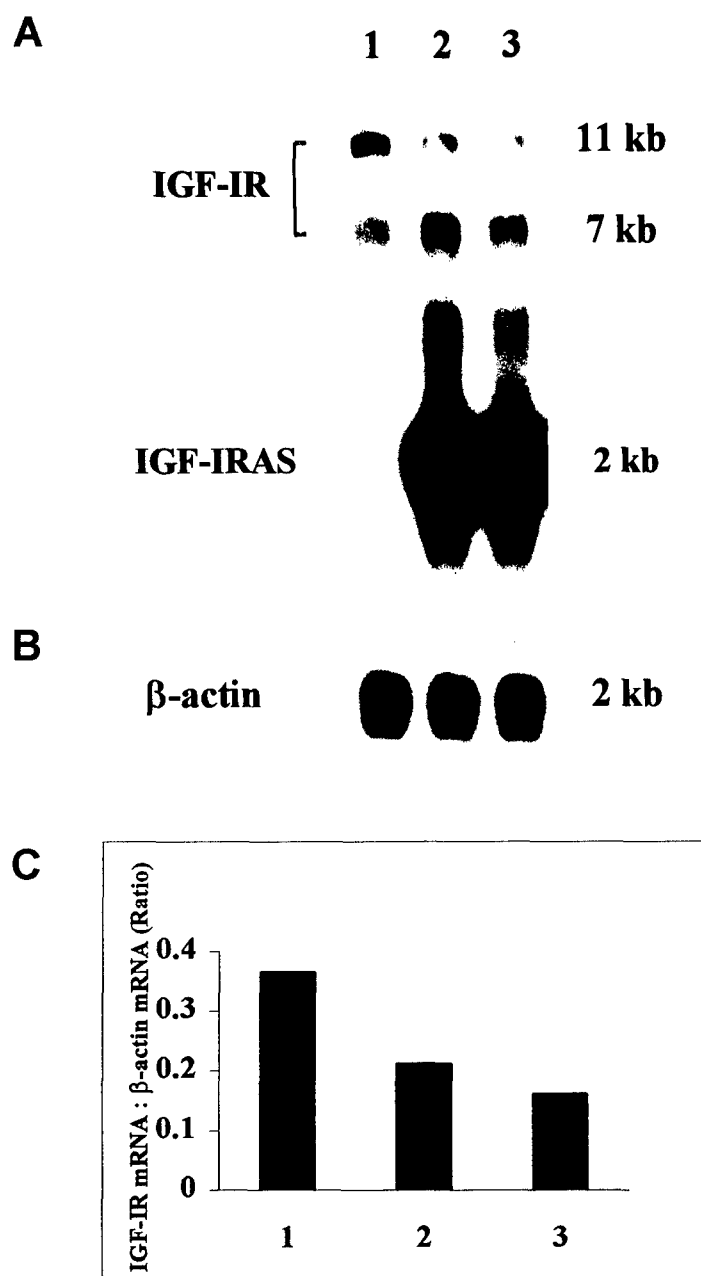 A
1 2 3
11 kb
IGF-IR
7 kb
IGF-IRAS
2 kb
B
β-actin
2 kb
C
IGF-IR mRNA : β-actin mRNA (Ratio)
0.4
0.3
0.2
0.1
0
1 2 3